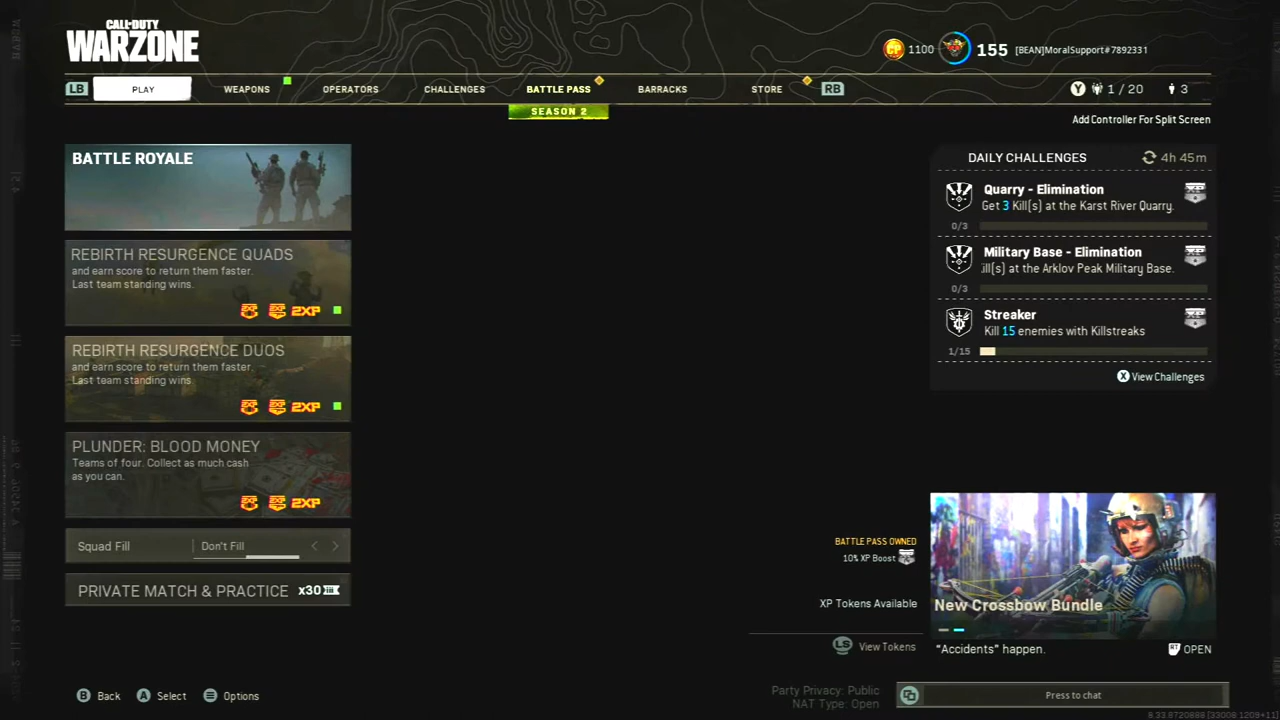 CALL OF DUTY
WARZONE
CP 1100
155
[BEAN]MoralSupport#7892331
LB
PLAY
WEAPONS
OPERATORS
CHALLENGES
BATTLE PASS
BARRACKS
STORE
RB
Y
1 / 20
3
SEASON 2
Add Controller For Split Screen
BATTLE ROYALE
REBIRTH RESURGENCE QUADS
and earn score to return them faster.
Last team standing wins.
2XP
REBIRTH RESURGENCE DUOS
and earn score to return them faster.
Last team standing wins.
2XP
PLUNDER: BLOOD MONEY
Teams of four. Collect as much cash
as you can.
2XP
Squad Fill
Don't Fill
PRIVATE MATCH & PRACTICE x30
DAILY CHALLENGES
4h 45m
Quarry - Elimination
Get 3 Kill(s) at the Karst River Quarry.
0/3
Military Base - Elimination
ill(s) at the Arklov Peak Military Base.
0/3
Streaker
Kill 15 enemies with Killstreaks
1/15
X View Challenges
BATTLE PASS OWNED
10% XP Boost
XP Tokens Available
LS View Tokens
New Crossbow Bundle
"Accidents" happen.
RT OPEN
B Back
A Select
Options
Party Privacy: Public
NAT Type: Open
Press to chat